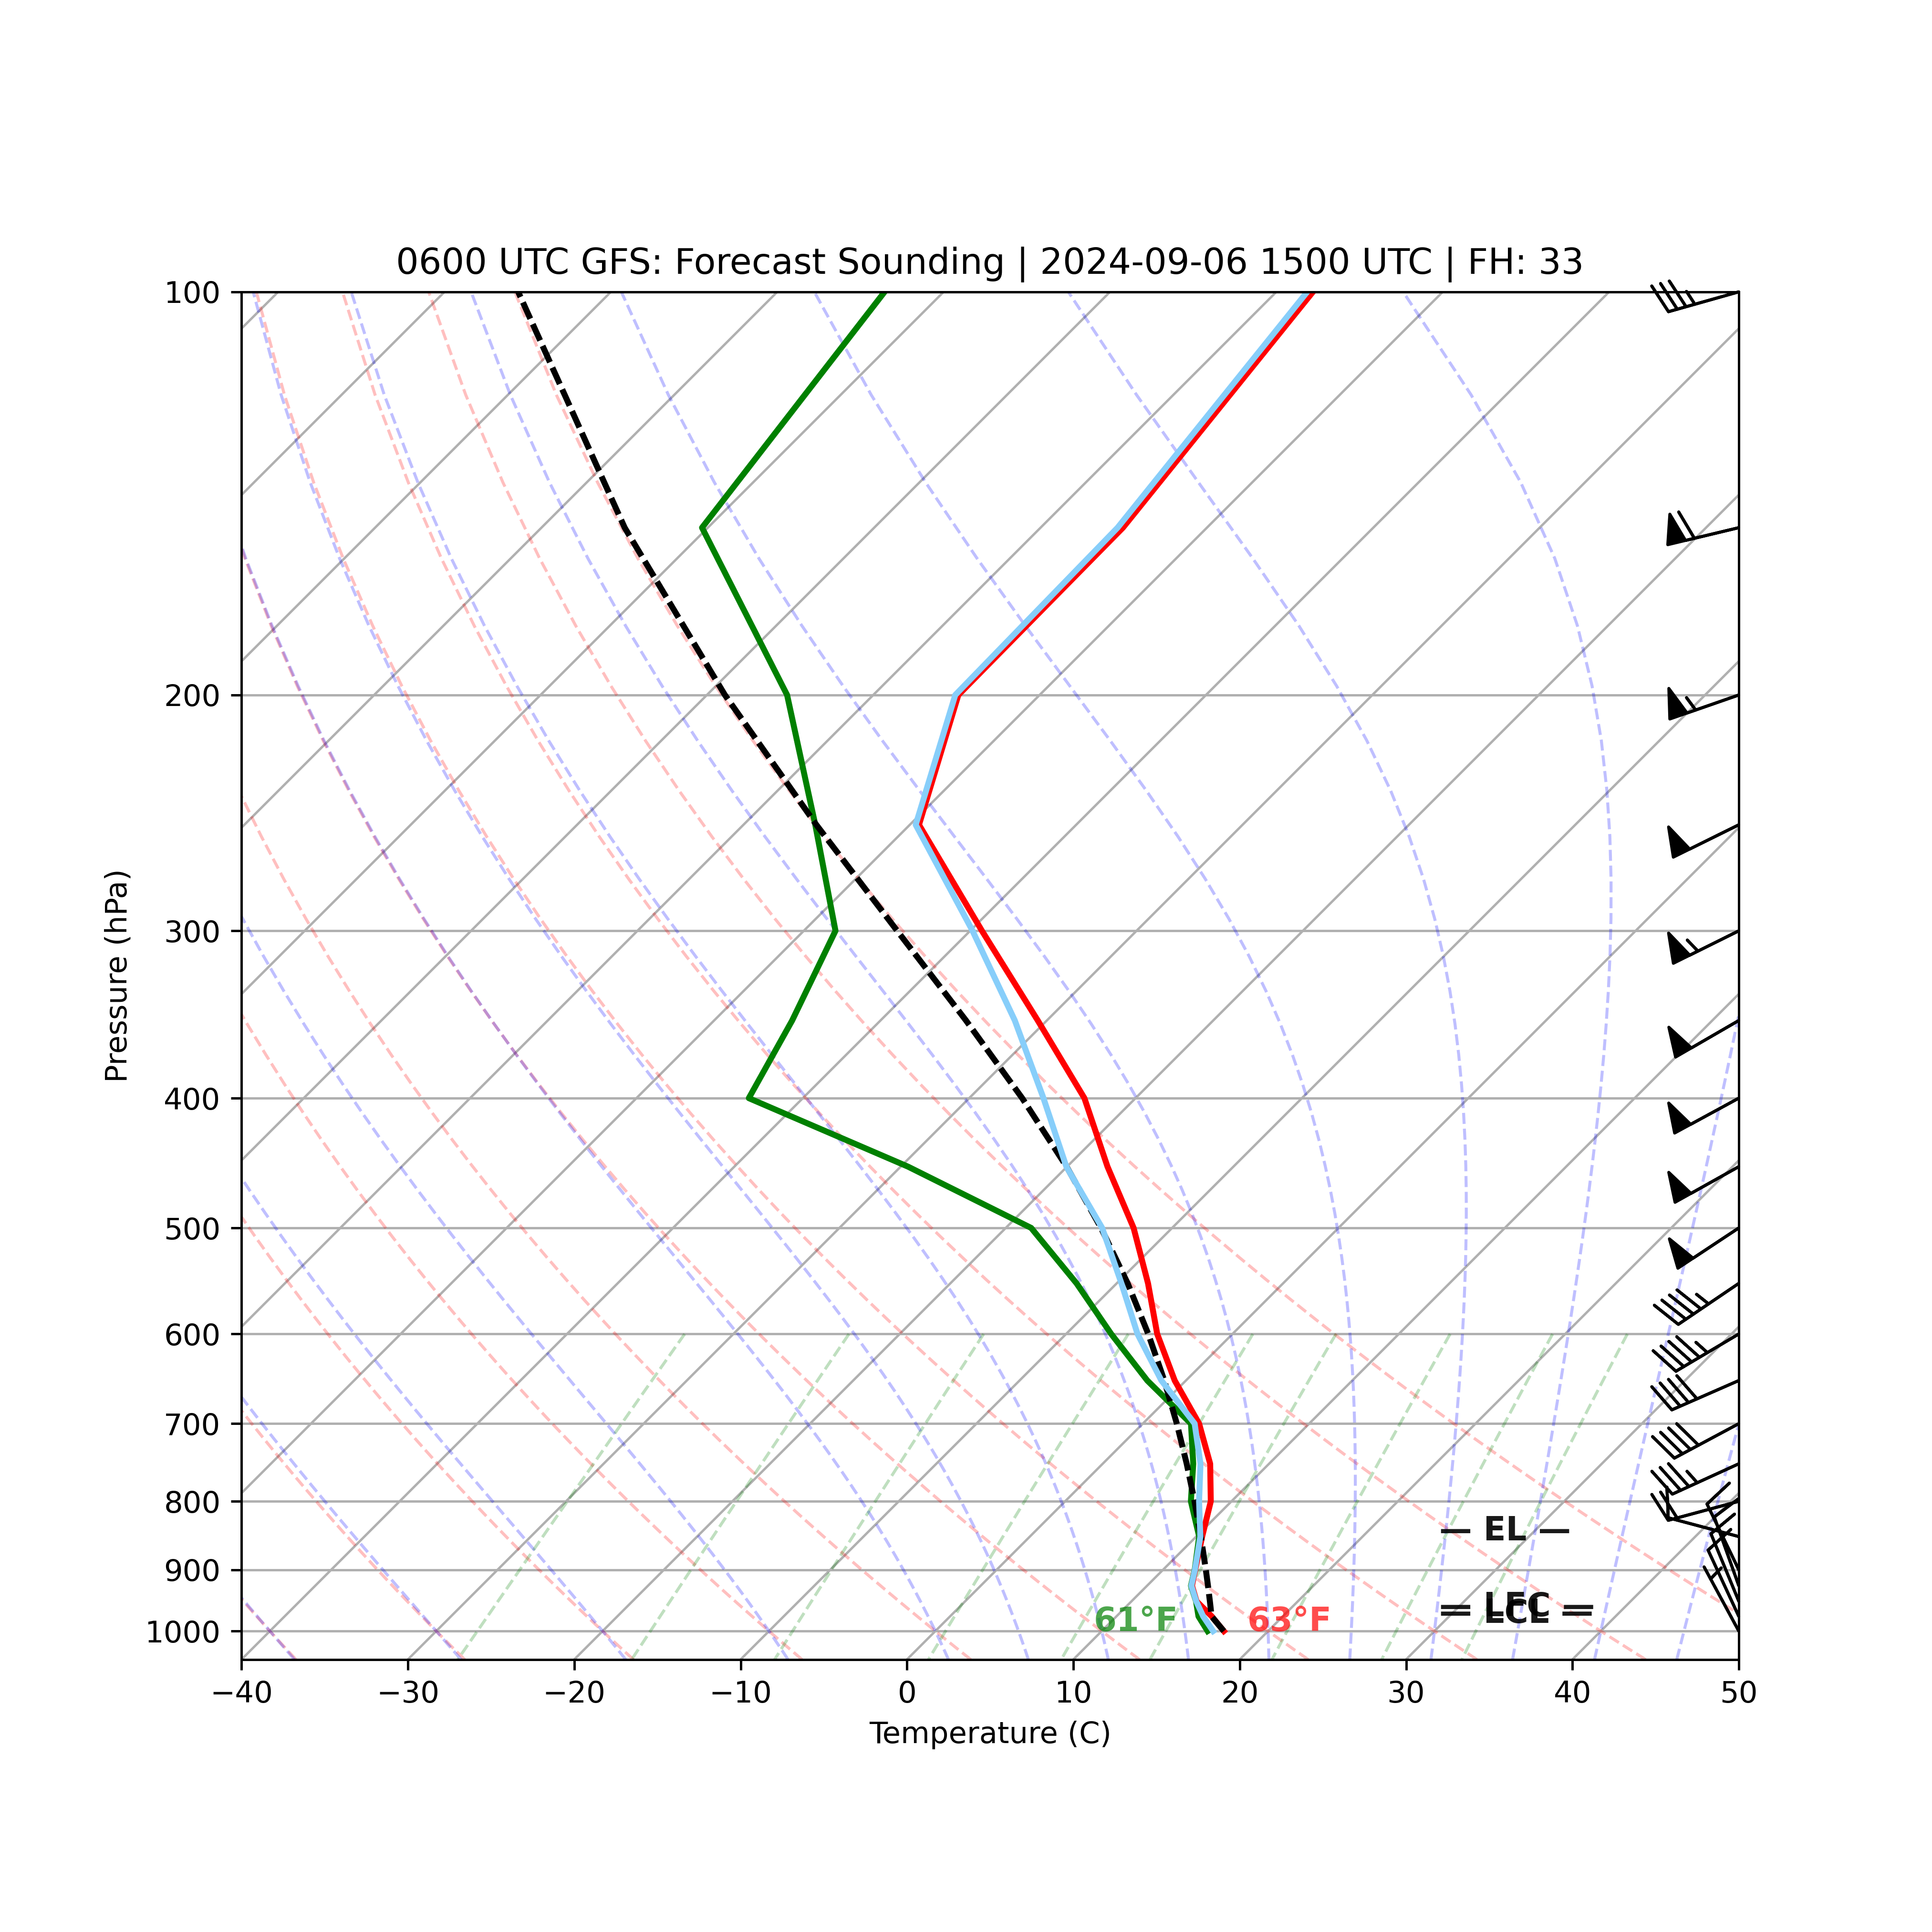 0600 UTC GFS: Forecast Sounding | 2024-09-06 1500 UTC | FH: 33
100
200
300
400
500
600
700
800
900
1000
Pressure (hPa)
— EL —
— LFC —
— LCL —
61°F
63°F
−40 −30 −20 −10 0 10 20 30 40 50
Temperature (C)